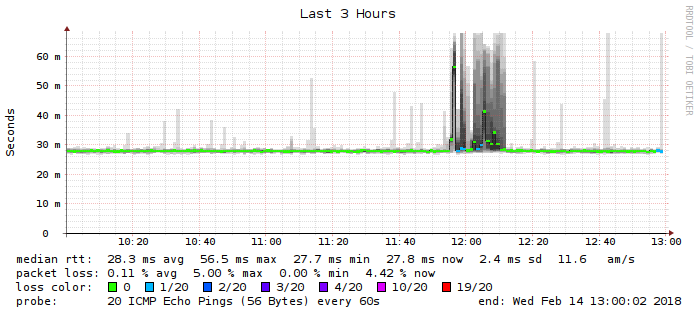 Last 3 Hours
RRDTOOL / TOBI OETIKER
Seconds
60 m
50 m
40 m
30 m
20 m
10 m
0
10:20 10:40 11:00 11:20 11:40 12:00 12:20 12:40 13:00
median rtt: 28.3 ms avg 56.5 ms max 27.7 ms min 27.8 ms now 2.4 ms sd 11.6 am/s
packet loss: 0.11 % avg 5.00 % max 0.00 % min 4.42 % now
loss color: 0 1/20 2/20 3/20 4/20 10/20 19/20
probe: 20 ICMP Echo Pings (56 Bytes) every 60s end: Wed Feb 14 13:00:02 2018